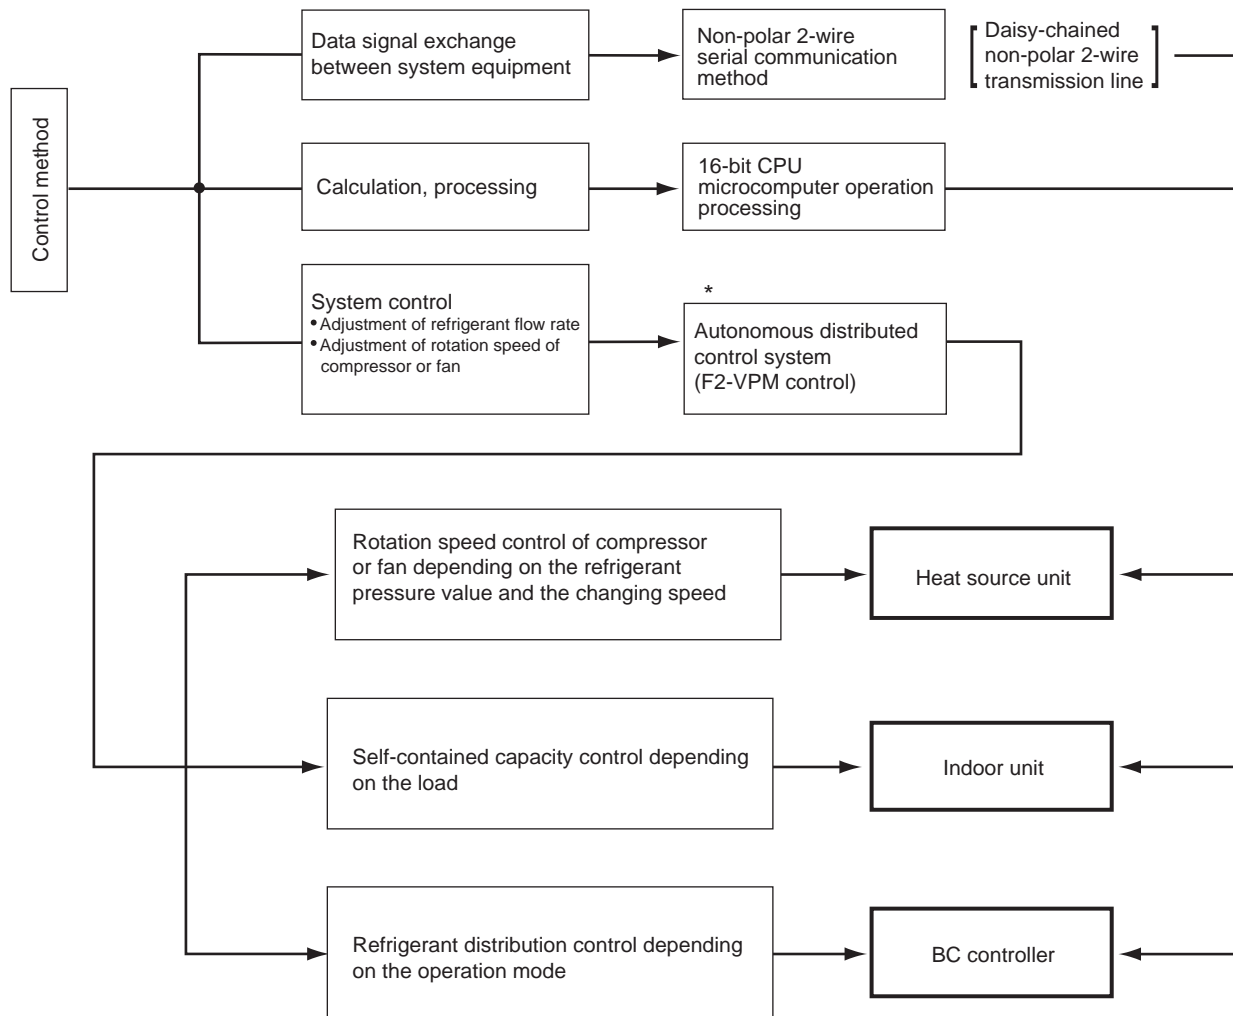 Control method
Data signal exchange
between system equipment
Non-polar 2-wire
serial communication
method
Daisy-chained
non-polar 2-wire
transmission line
Calculation, processing
16-bit CPU
microcomputer operation
processing
System control
• Adjustment of refrigerant flow rate
• Adjustment of rotation speed of
compressor or fan
*
Autonomous distributed
control system
(F2-VPM control)
Rotation speed control of compressor
or fan depending on the refrigerant
pressure value and the changing speed
Heat source unit
Self-contained capacity control depending
on the load
Indoor unit
Refrigerant distribution control depending
on the operation mode
BC controller